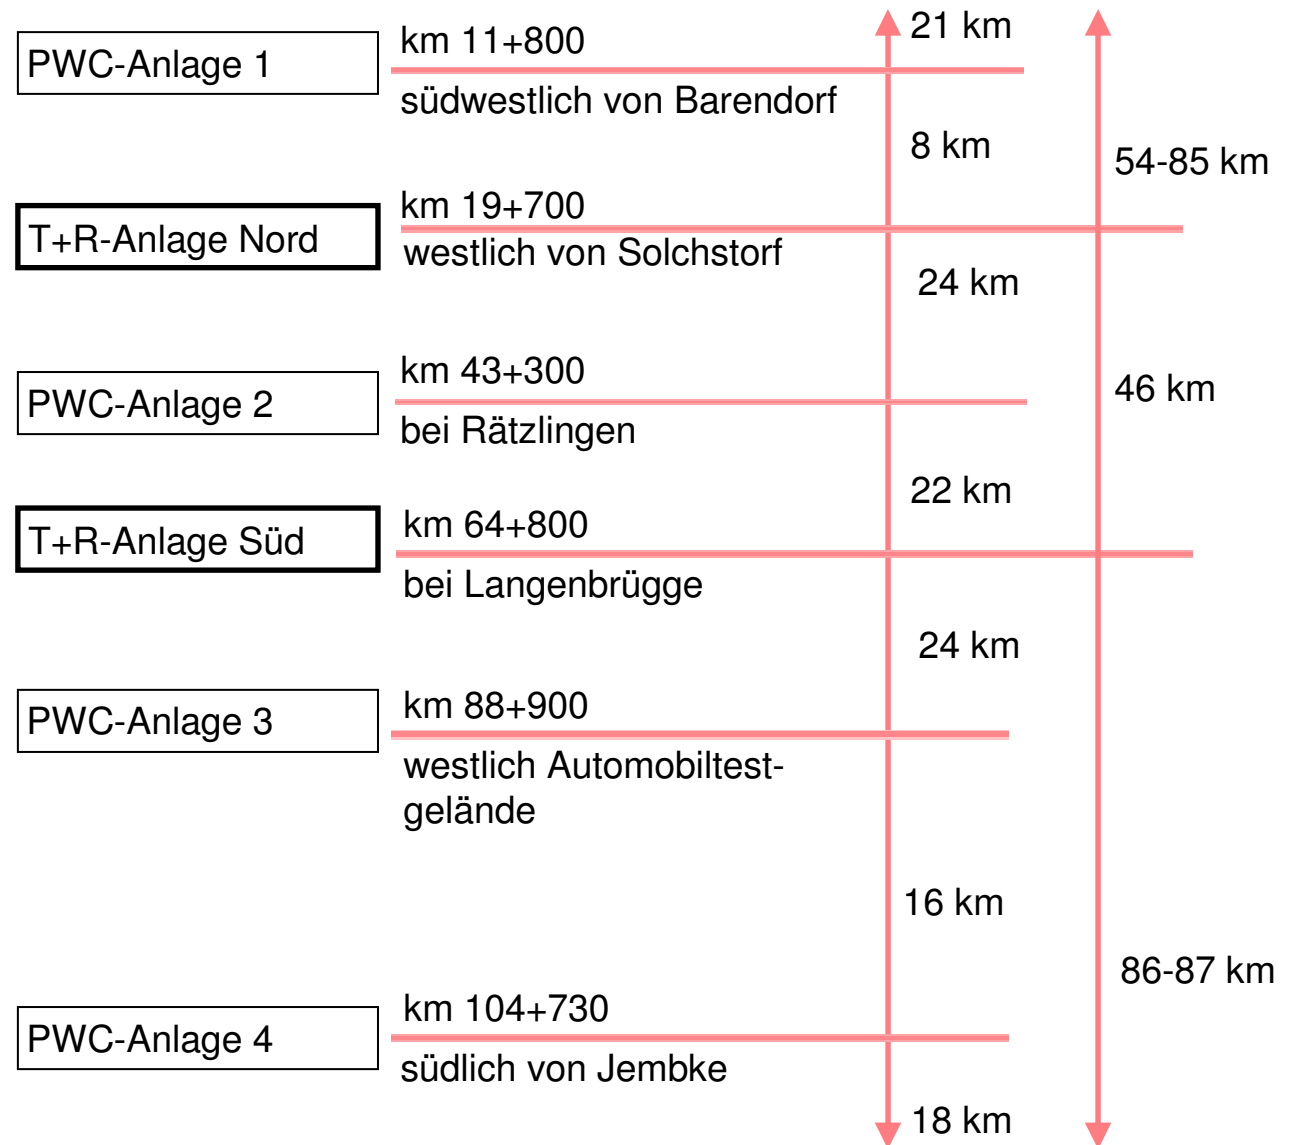 21 km
PWC-Anlage 1
km 11+800
südwestlich von Barendorf
8 km
54-85 km
T+R-Anlage Nord
km 19+700
westlich von Solchstorf
24 km
PWC-Anlage 2
km 43+300
bei Rätzlingen
46 km
22 km
T+R-Anlage Süd
km 64+800
bei Langenbrügge
24 km
PWC-Anlage 3
km 88+900
westlich Automobiltest-
gelände
16 km
86-87 km
PWC-Anlage 4
km 104+730
südlich von Jembke
18 km